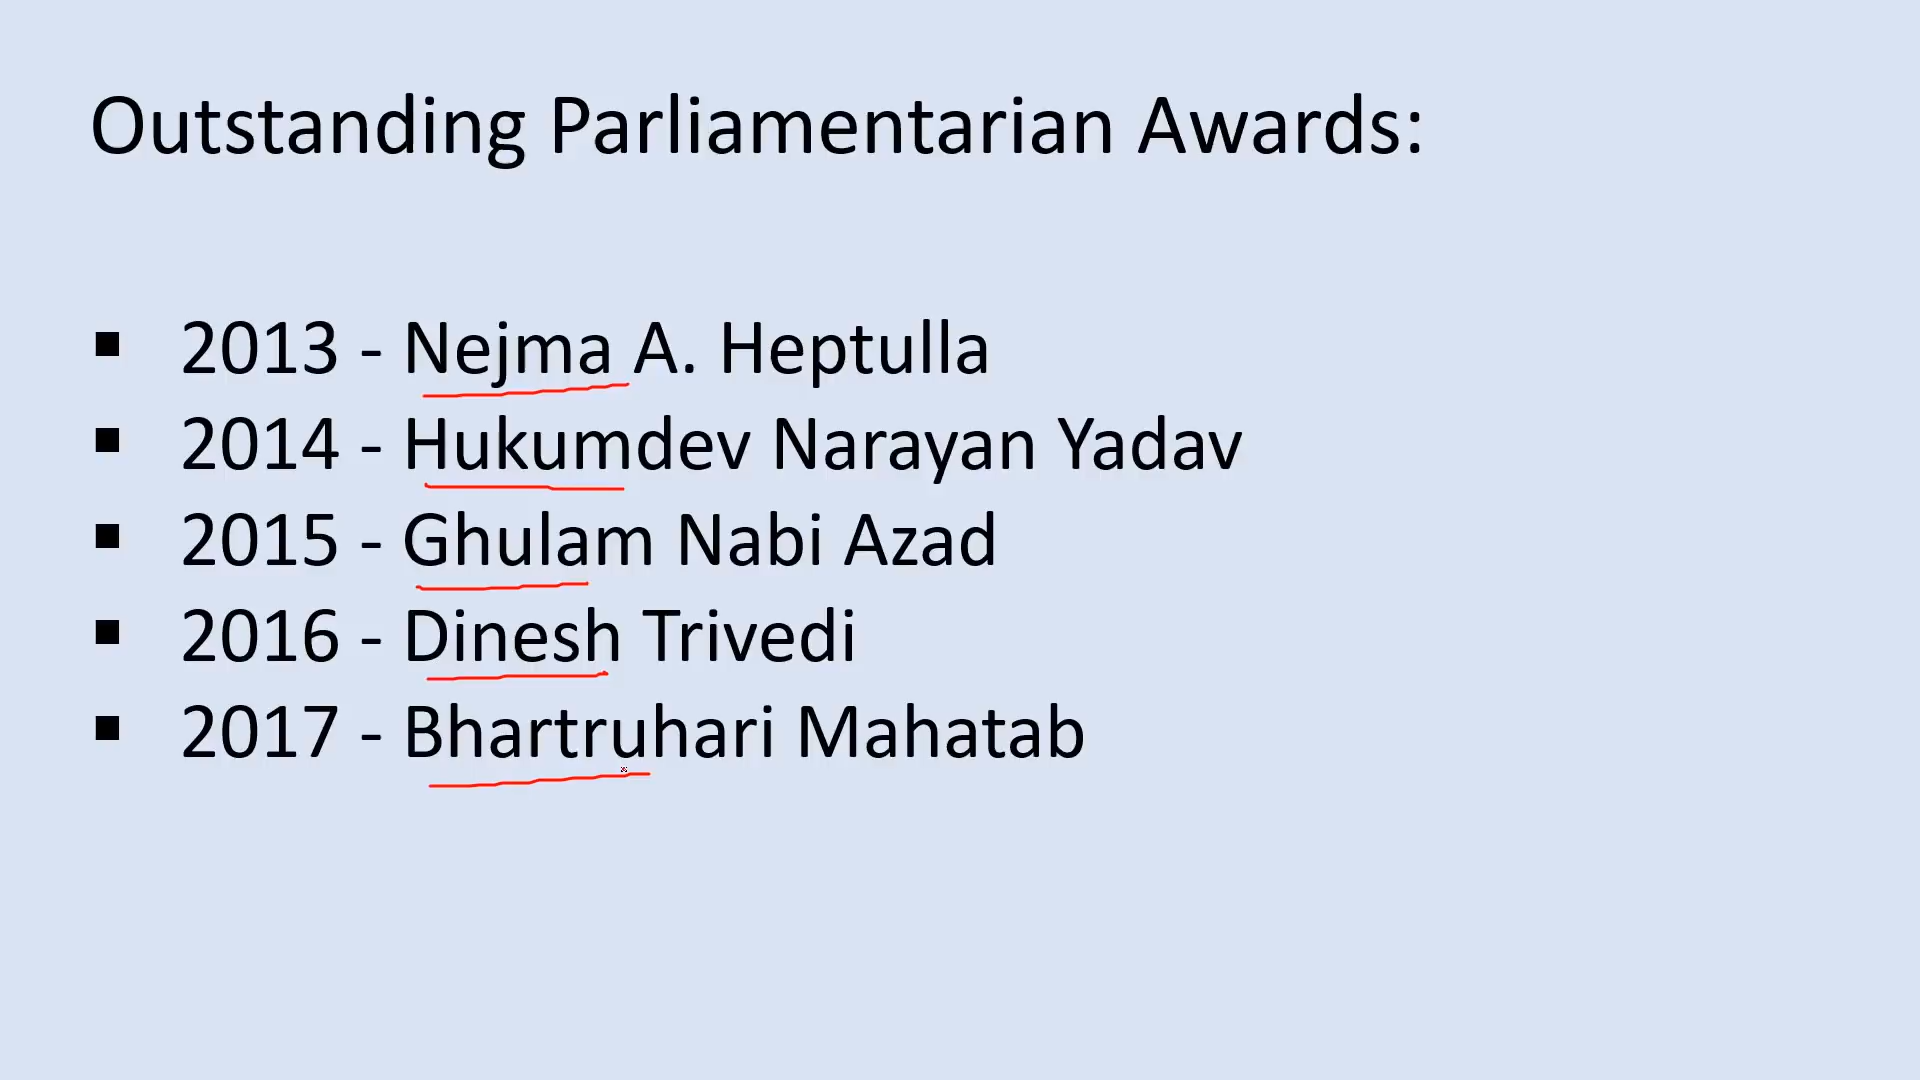 Outstanding Parliamentarian Awards:
▪ 2013 - Nejma A. Heptulla
▪ 2014 - Hukumdev Narayan Yadav
▪ 2015 - Ghulam Nabi Azad
▪ 2016 - Dinesh Trivedi
▪ 2017 - Bhartruhari Mahatab